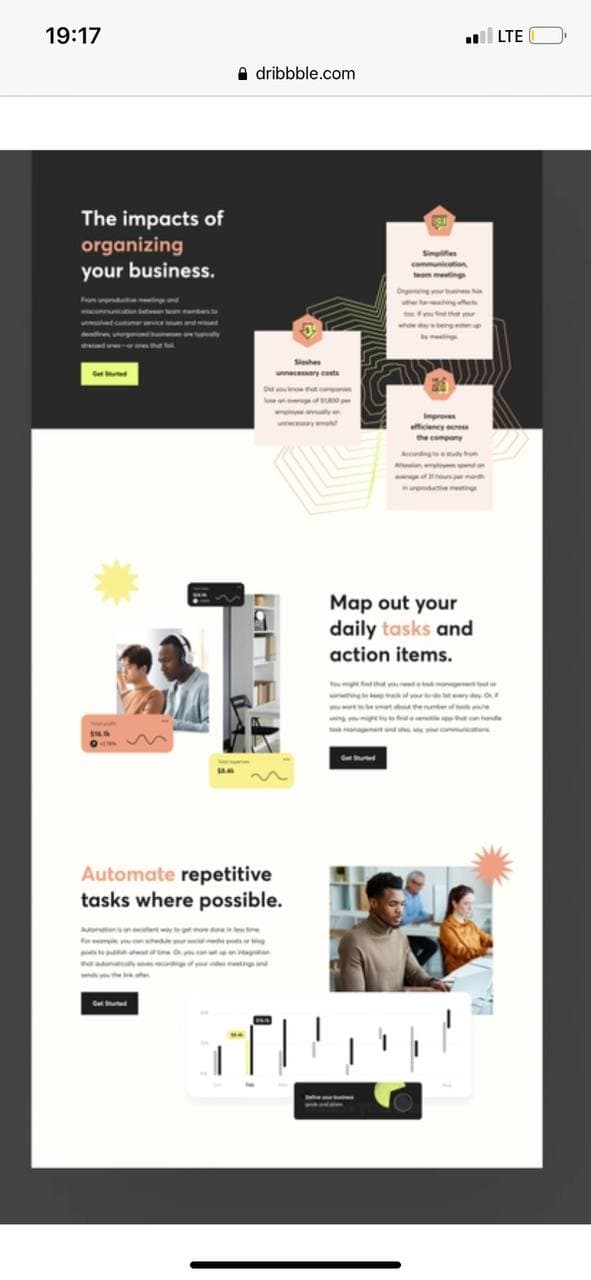 19:17
LTE
dribbble.com
The impacts of
organizing
your business.
From unproductive meetings and
miscommunication between team members to
unresolved customer service issues and missed
deadlines, unorganized businesses are typically
stressed ones—or ones that fail.
Get Started
Simplifies
communication,
team meetings
Organizing your business has
other far-reaching effects
too. If you find that your
whole day is being eaten up
by meetings.
Slashes
unnecessary costs
Did you know that companies
lose an average of $1,800 per
employee annually on
unnecessary emails?
Improves
efficiency across
the company
According to a study from
Atlassian, employees spend an
average of 31 hours per month
in unproductive meetings
Map out your
daily tasks and
action items.
You might find that you need a task management tool or
something to keep track of your to-do list every day. Or, if
you want to be smart about the number of tools you're
using, you might try to find a versatile app that can handle
task management and also, say, your communications.
Get Started
$16.1k
Total profit
$16.1k
Total expenses
$8.4k
Automate repetitive
tasks where possible.
Automation is an excellent way to get more done in less time.
For example, you can schedule your social media posts or blog
posts to publish ahead of time. Or, you can set up an integration
that automatically saves recordings of your video meetings and
sends you the link after.
Get Started
$16.1k
$8.4k
Feb
Aug
Define your business
goals and plans